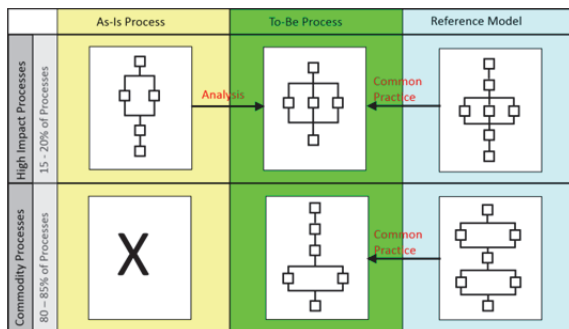 As-Is Process
To-Be Process
Reference Model
High Impact Processes
15 - 20% of Processes
Analysis
Common
Practice
Commodity Processes
80 – 85% of Processes
X
Common
Practice